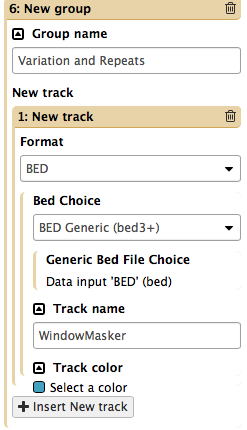 6: New group
Group name
Variation and Repeats
New track
1: New track
Format
BED
Bed Choice
BED Generic (bed3+)
Generic Bed File Choice
Data input 'BED' (bed)
Track name
WindowMasker
Track color
Select a color
Insert New track